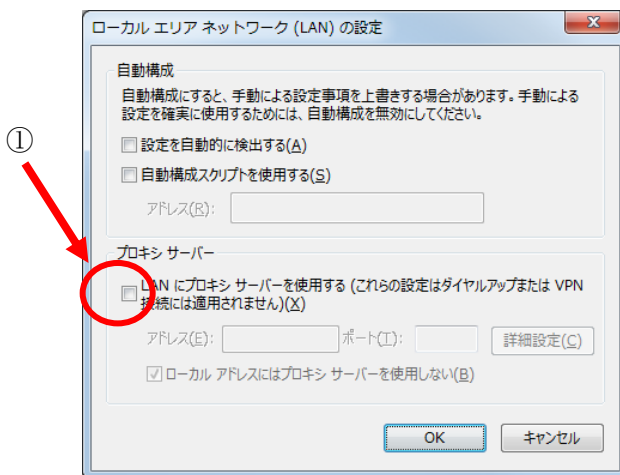 ローカル エリア ネットワーク (LAN) の設定
自動構成
自動構成にすると、手動による設定事項を上書きする場合があります。手動による
設定を確実に使用するためには、自動構成を無効にしてください。
①
設定を自動的に検出する(A)
自動構成スクリプトを使用する(S)
アドレス(R):
プロキシ サーバー
LAN にプロキシ サーバーを使用する (これらの設定はダイヤルアップまたは VPN
接続には適用されません)(X)
アドレス(E): ポート(T): 詳細設定(C)
ローカル アドレスにはプロキシ サーバーを使用しない(B)
OK キャンセル